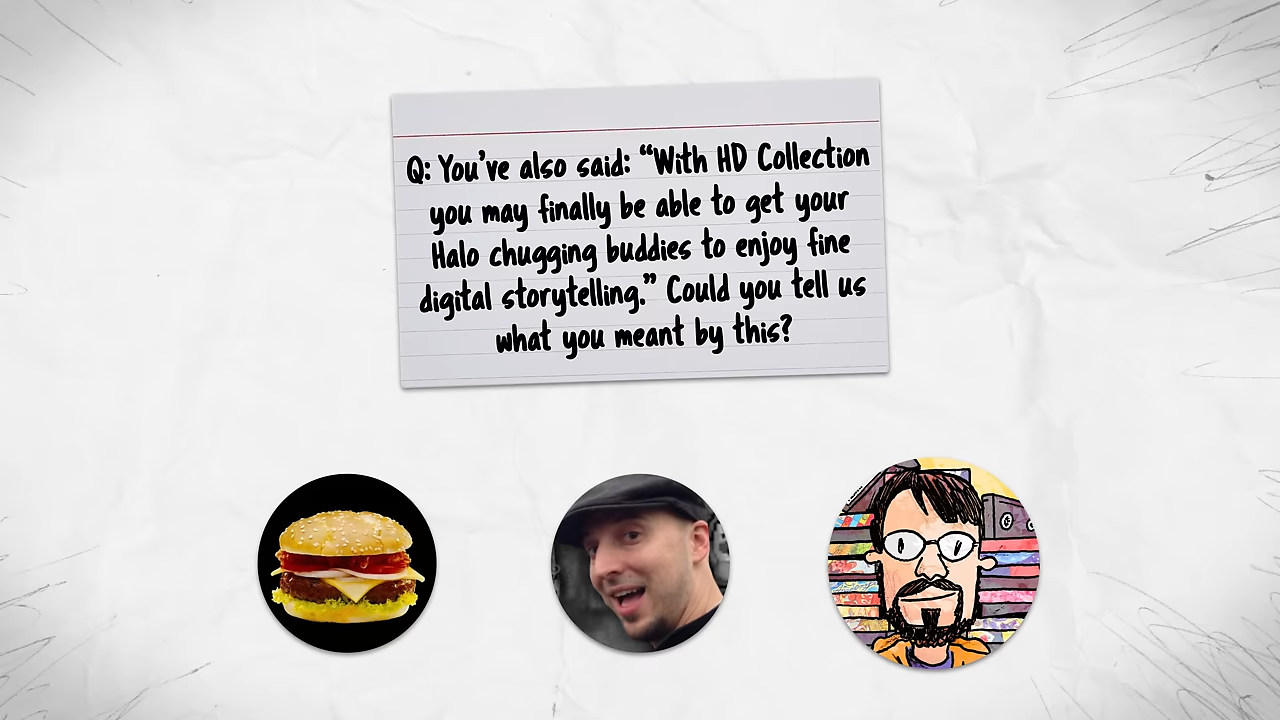 Q: You’ve also said: “With HD Collection
you may finally be able to get your
Halo chugging buddies to enjoy fine
digital storytelling.” Could you tell us
what you meant by this?